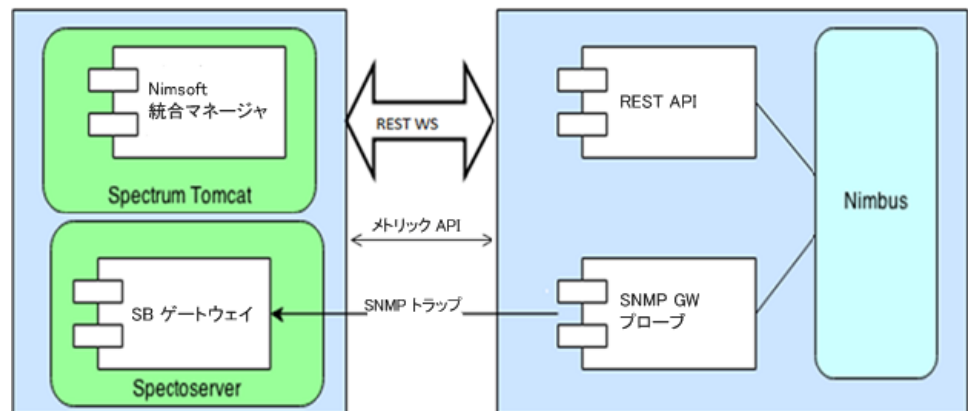 Nimsoft
統合マネージャ
Spectrum Tomcat
SB ゲートウェイ
Spectoserver
REST WS
メトリック API
SNMP トラップ
REST API
SNMP GW
プローブ
Nimbus